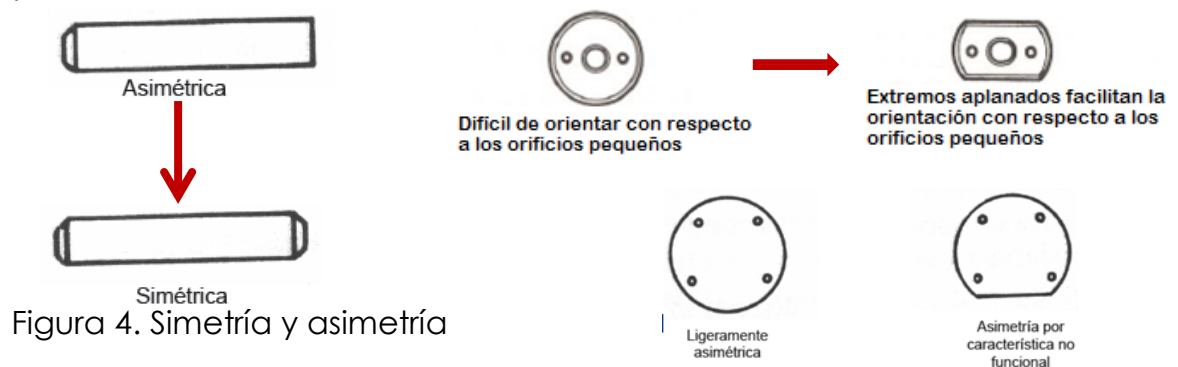 Asimétrica
Simétrica
Figura 4. Simetría y asimetría
Difícil de orientar con respecto
a los orificios pequeños
Extremos aplanados facilitan la
orientación con respecto a los
orificios pequeños
Ligeramente
asimétrica
Asimetría por
característica no
funcional